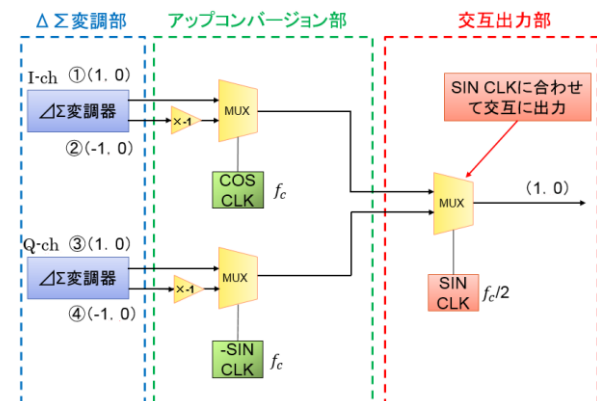 ΔΣ変調部
アップコンバージョン部
交互出力部
I-ch ①(1. 0)
⊿Σ変調器
②(-1. 0)
×-1
MUX
COS
CLK
fc
SIN CLKに合わせ
て交互に出力
MUX
(1. 0)
SIN
CLK
fc/2
Q-ch ③(1. 0)
⊿Σ変調器
④(-1. 0)
×-1
MUX
-SIN
CLK
fc